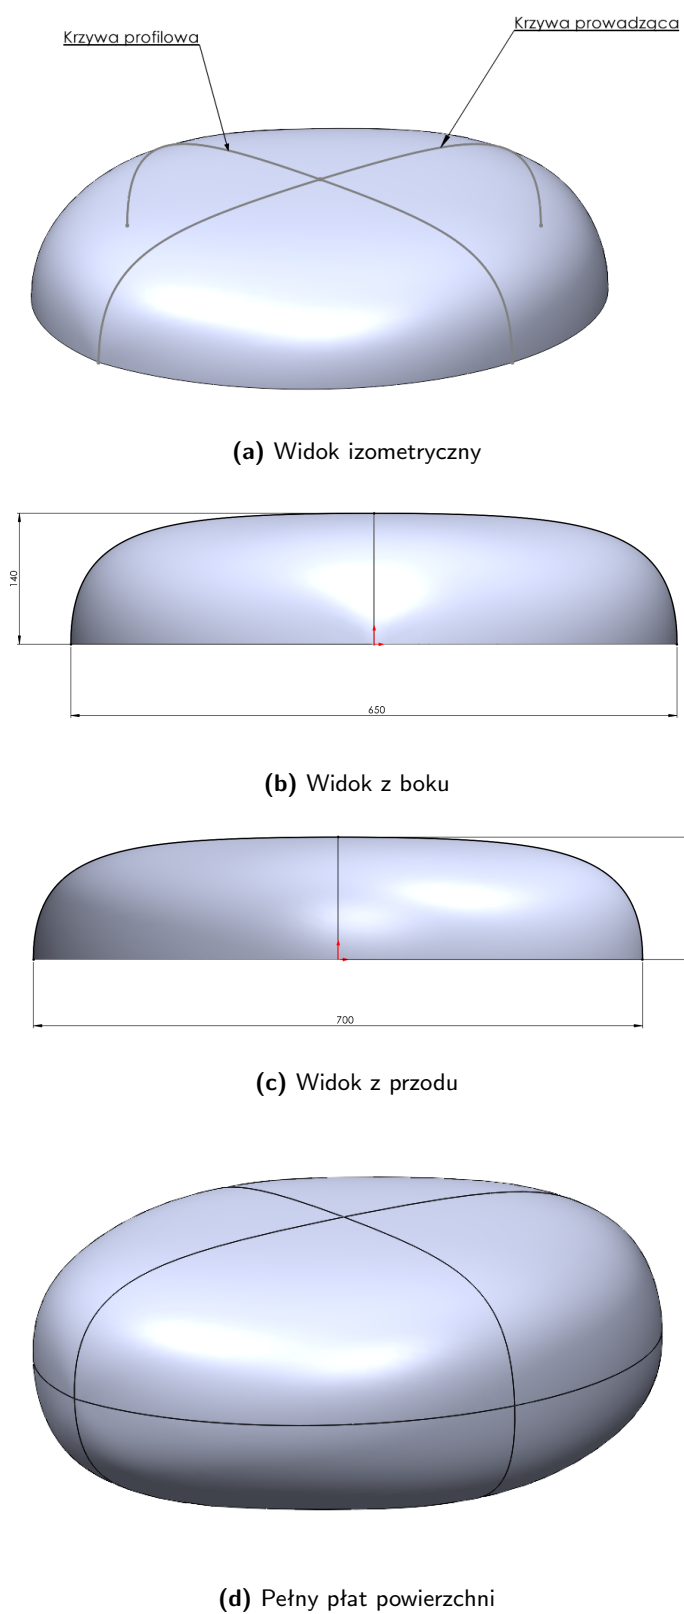 Krzywa profilowa
Krzywa prowadząca
(a) Widok izometryczny
140
650
(b) Widok z boku
700
(c) Widok z przodu
(d) Pełny płat powierzchni